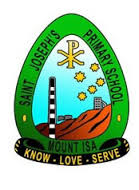 SAINT JOSEPH'S PRIMARY SCHOOL
MOUNT ISA
KNOW - LOVE - SERVE